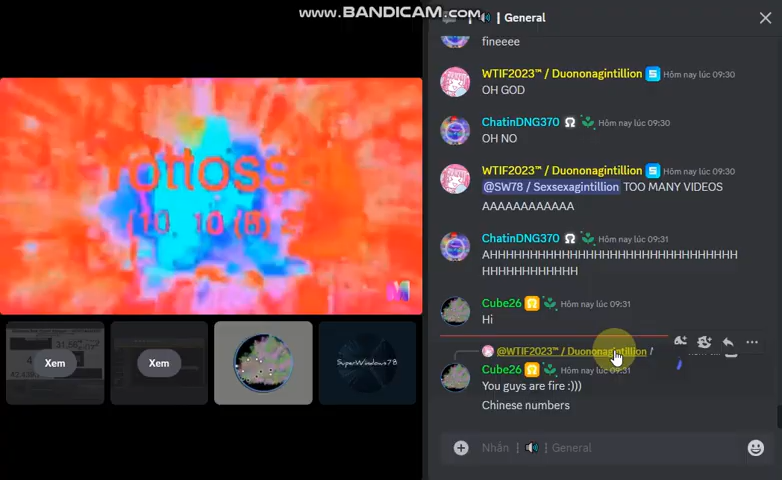 www.BANDICAM.com
General
fineeee
WTIF2023™ / Duononagintillion S Hôm nay lúc 09:30
OH GOD
ChatinDNG370 Ω Hôm nay lúc 09:30
OH NO
WTIF2023™ / Duononagintillion S Hôm nay lúc 09:30
@SW78 / Sexsexagintillion TOO MANY VIDEOS
AAAAAAAAAAAA
ChatinDNG370 Ω Hôm nay lúc 09:31
AHHHHHHHHHHHHHHHHHHHHHHHHHHHHHH
HHHHHHHHHHHH
Cube26 Ω Hôm nay lúc 09:31
Hi
@WTIF2023™ / Duononagintillion
Cube26 Ω Hôm nay lúc 09:31
You guys are fire :)))
Chinese numbers
Nhắn General
Xem
Xem
SuperWindows78